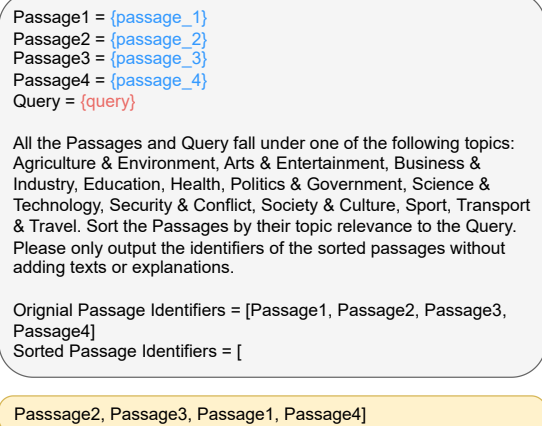 Passage1 = {passage_1}
Passage2 = {passage_2}
Passage3 = {passage_3}
Passage4 = {passage_4}
Query = {query}
All the Passages and Query fall under one of the following topics:
Agriculture & Environment, Arts & Entertainment, Business &
Industry, Education, Health, Politics & Government, Science &
Technology, Security & Conflict, Society & Culture, Sport, Transport
& Travel. Sort the Passages by their topic relevance to the Query.
Please only output the identifiers of the sorted passages without
adding texts or explanations.
Orignial Passage Identifiers = [Passage1, Passage2, Passage3,
Passage4]
Sorted Passage Identifiers = [
Passsage2, Passage3, Passage1, Passage4]